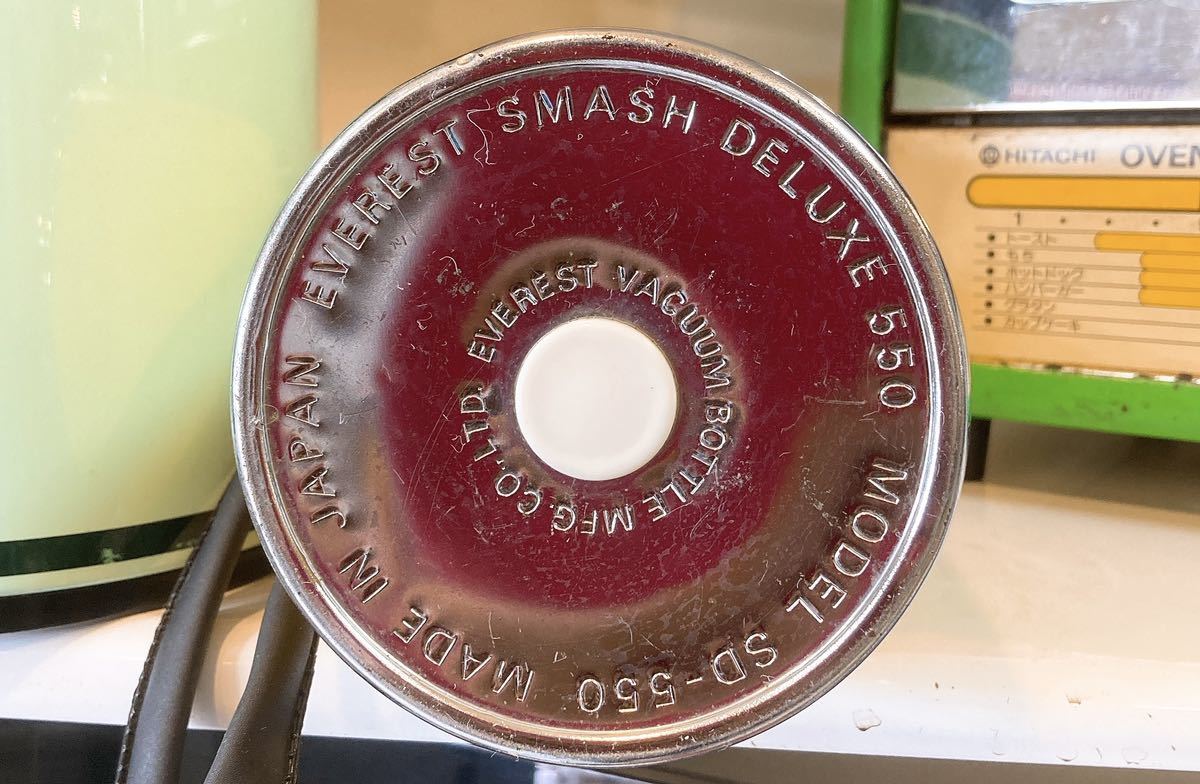 EVEREST SMASH DELUXE 550 MODEL SD-550 MADE IN JAPAN
EVEREST VACUUM BOTTLE MFG. CO., LTD.
HITACHI OVEN
1
トースト
もち
ホットドッグ
ハンバーガー
グラタン
カップケーキ